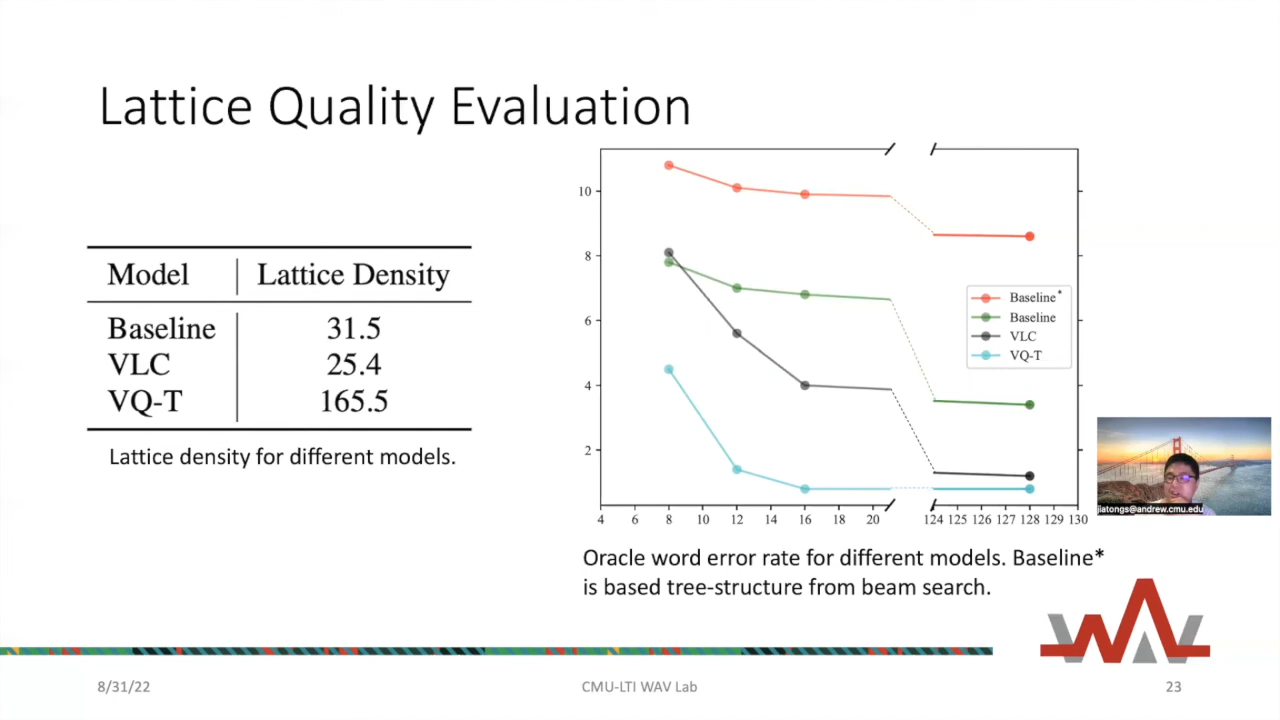 Lattice Quality Evaluation
Model Lattice Density
Baseline 31.5
VLC 25.4
VQ-T 165.5
Lattice density for different models.
10
8
6
4
2
Baseline*
Baseline
VLC
VQ-T
4 6 8 10 12 14 16 18 20 124 125 126 127 128 129 130
Oracle word error rate for different models. Baseline*
is based tree-structure from beam search.
jiatongs@andrew.cmu.edu
WAV
8/31/22
CMU-LTI WAV Lab
23